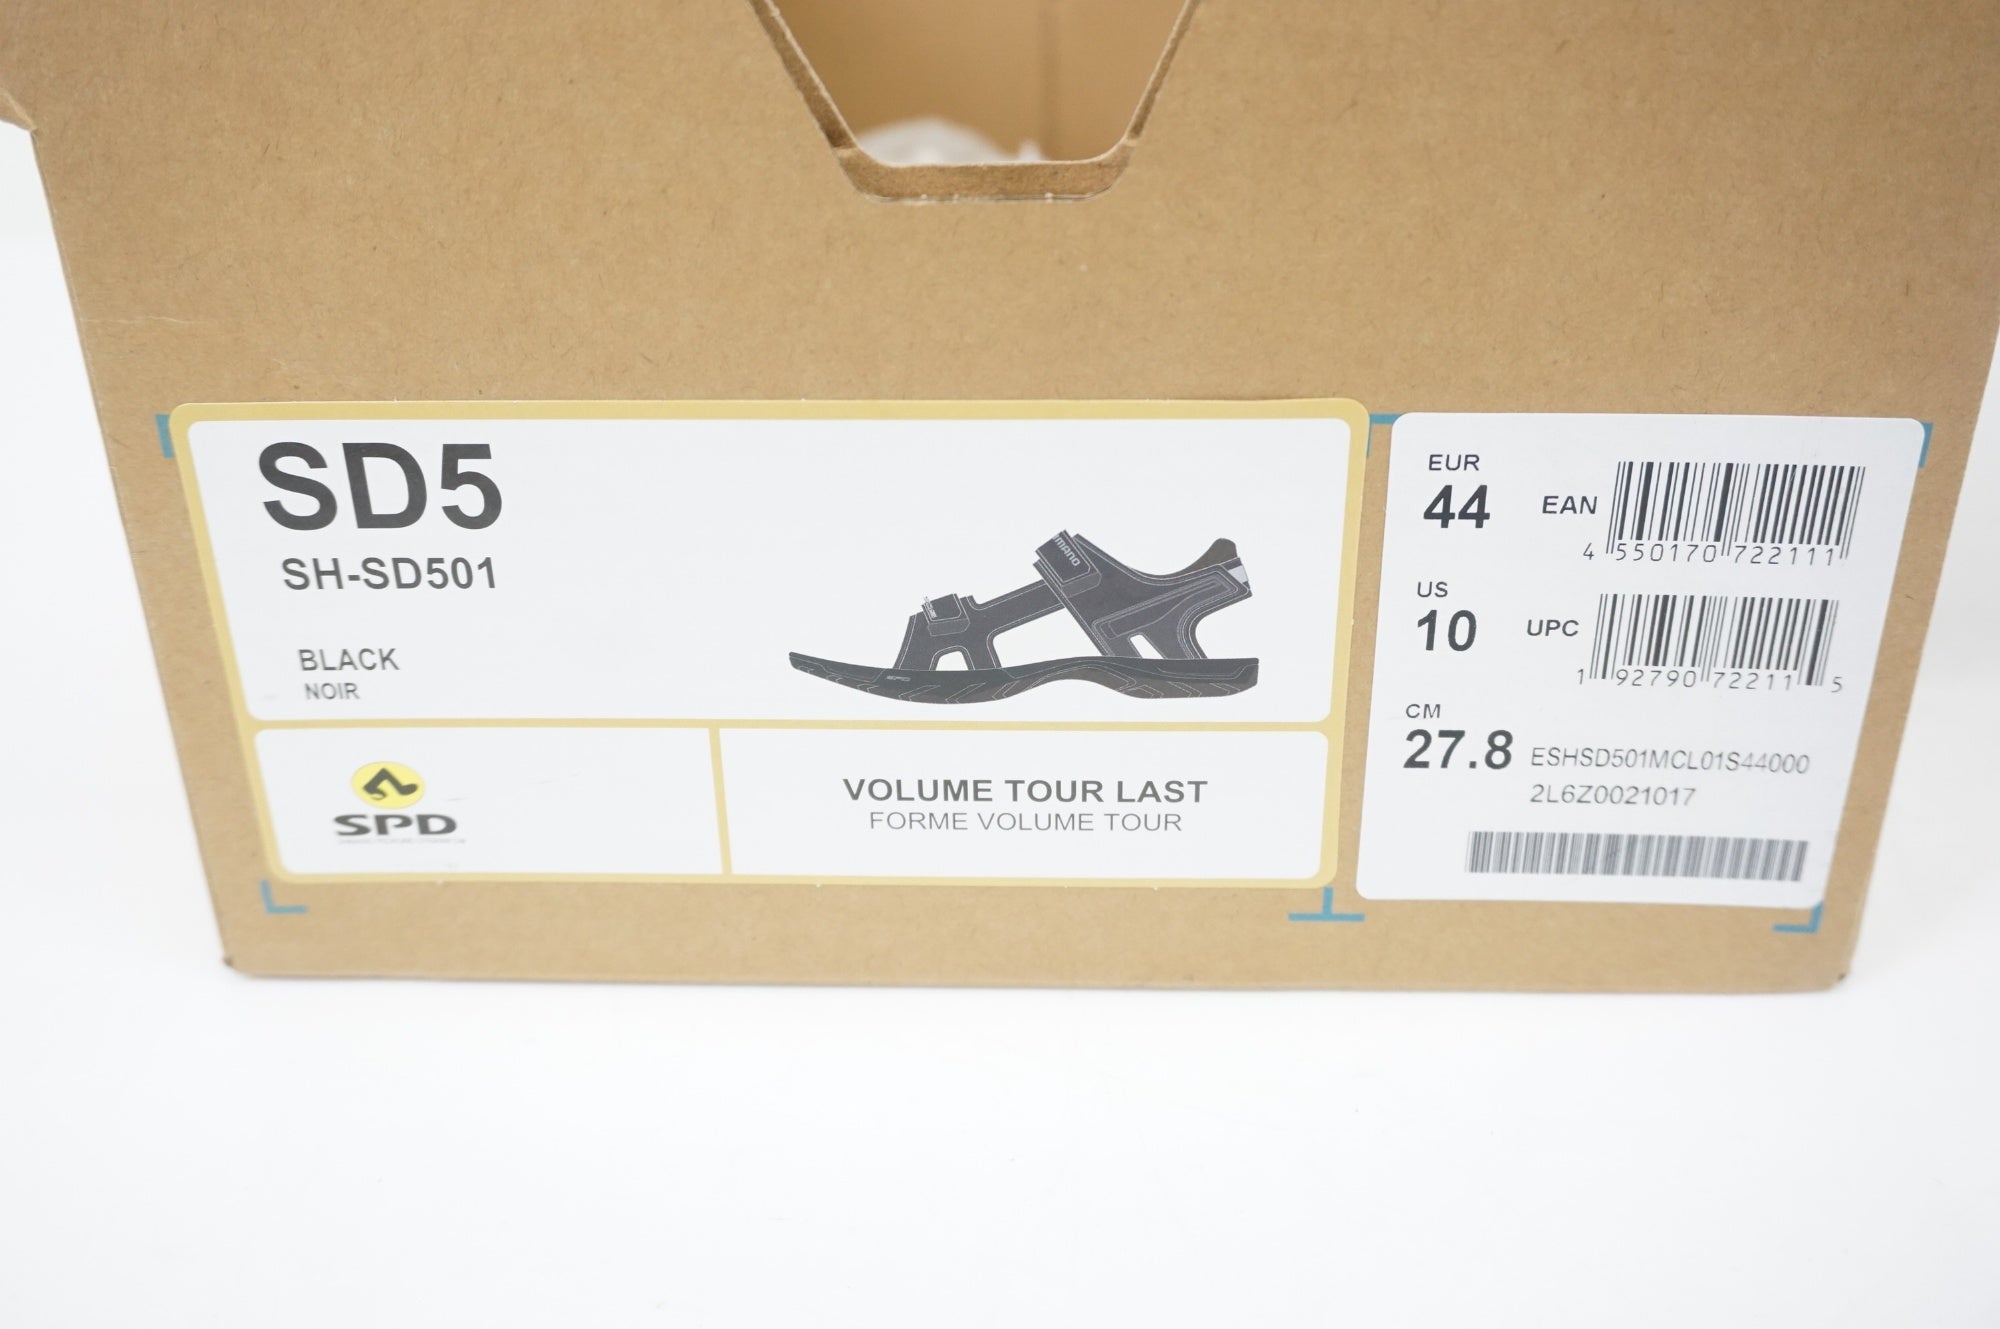 SD5
SH-SD501
BLACK
NOIR
SPD
VOLUME TOUR LAST
FORME VOLUME TOUR
EUR
44
EAN
4 550170 722111
US
10
UPC
1 92790 72211 5
CM
27.8
ESHSD501MCL01S44000
2L6Z0021017